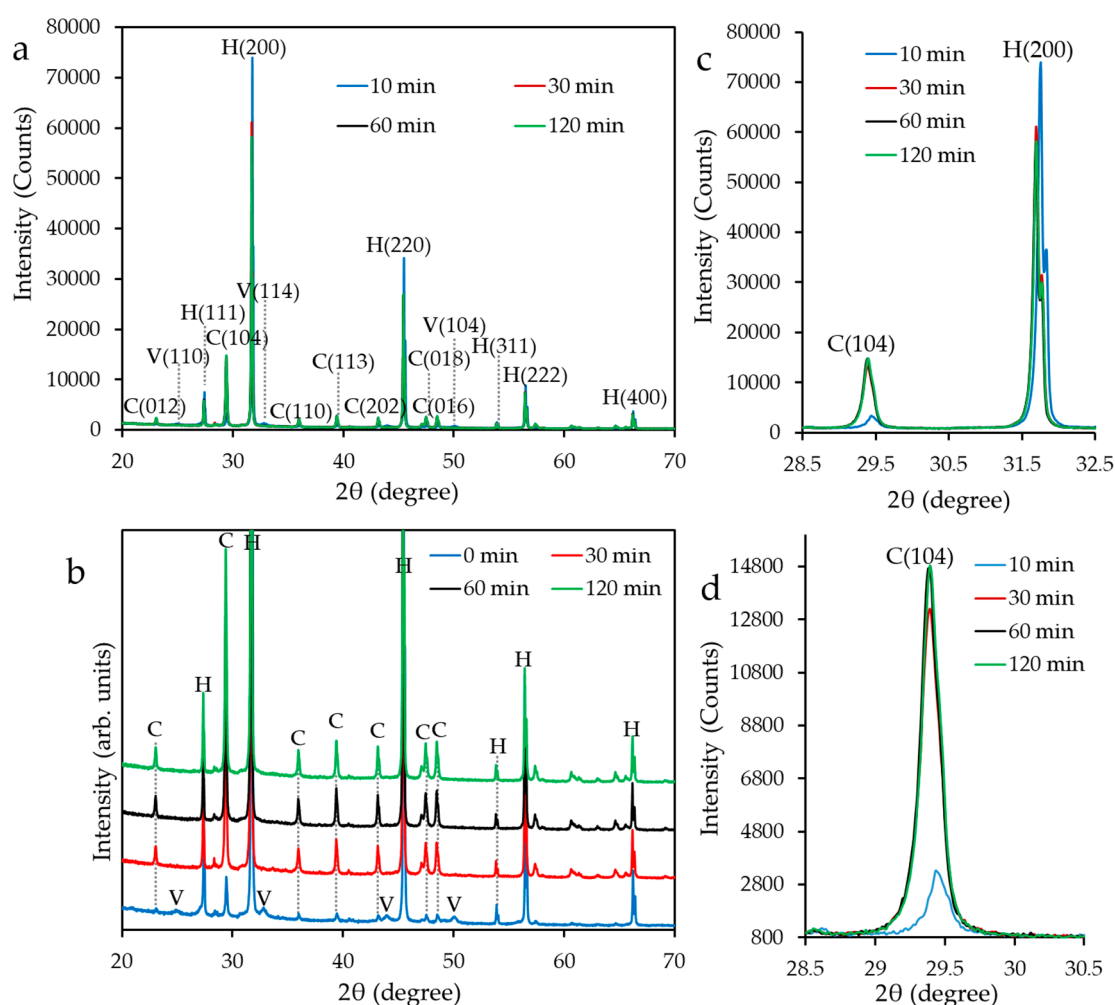 a
Intensity (Counts)
80000
70000
60000
50000
40000
30000
20000
10000
0
20 30 40 50 60 70
2θ (degree)
10 min 30 min
60 min 120 min
H(200)
H(220)
V(114)
H(111)
C(104)
V(110)
C(012)
C(110)
C(113)
C(202)
V(104)
C(018)
C(016)
H(311)
H(222)
H(400)
c
Intensity (Counts)
80000
70000
60000
50000
40000
30000
20000
10000
0
28.5 29.5 30.5 31.5 32.5
2θ (degree)
10 min
30 min
60 min
120 min
H(200)
C(104)
b
Intensity (arb. units)
20 30 40 50 60 70
2θ (degree)
0 min 30 min
60 min 120 min
C H H
H H
C C C C C C H H
V V V V
d
Intensity (Counts)
14800
12800
10800
8800
6800
4800
2800
800
28.5 29 29.5 30 30.5
2θ (degree)
C(104)
10 min
30 min
60 min
120 min